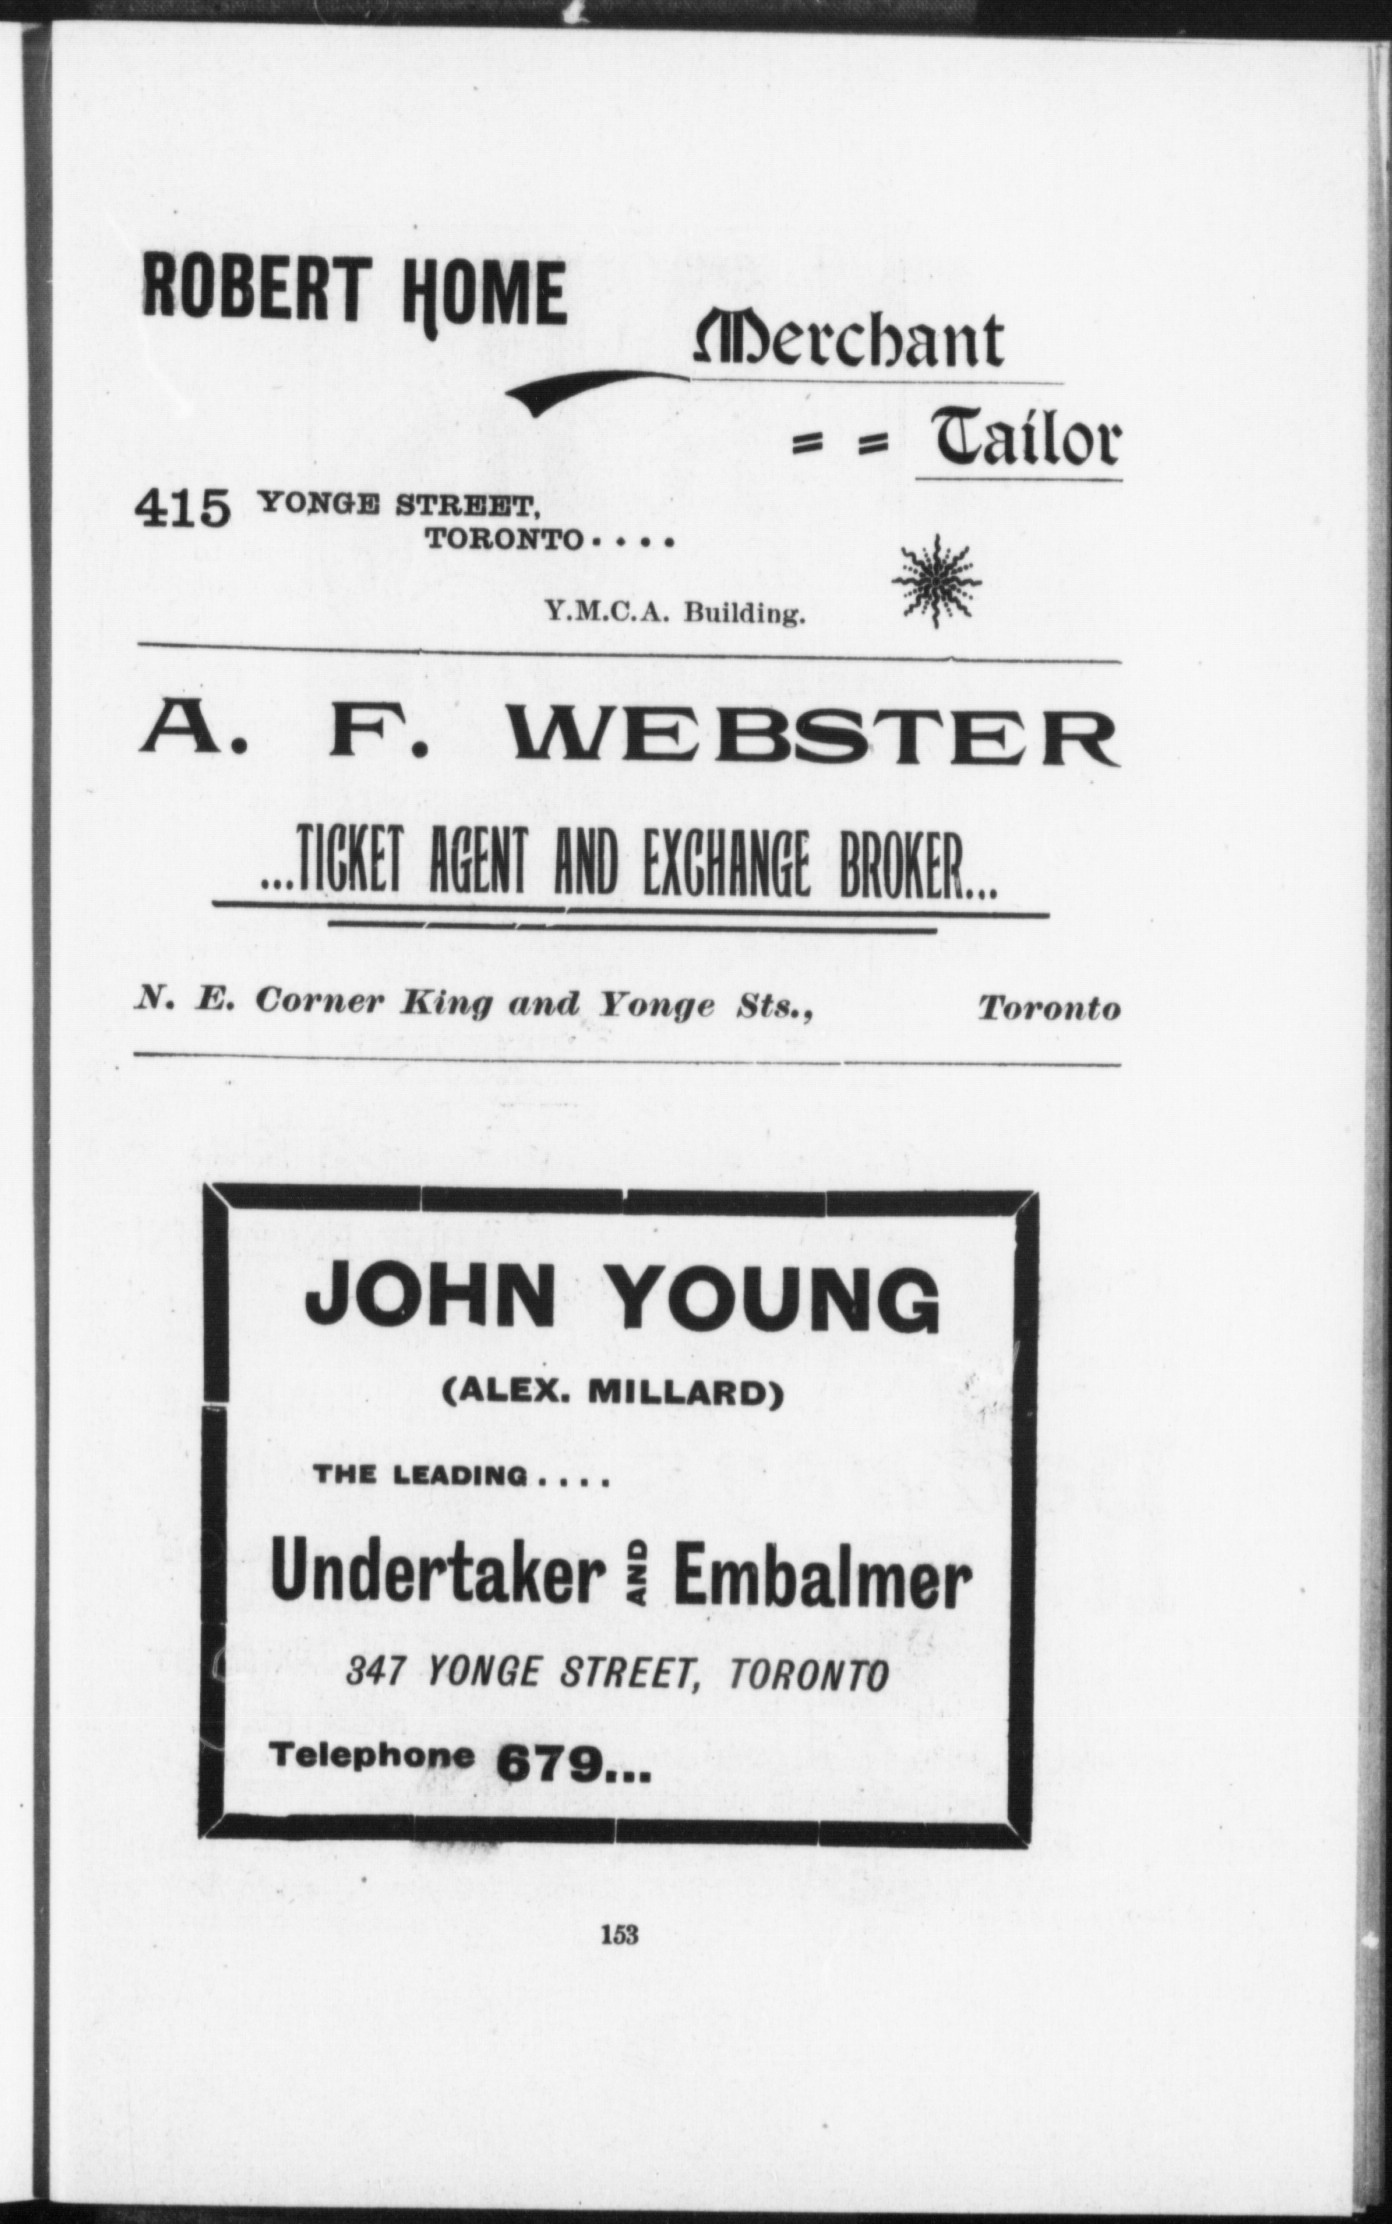 ROBERT HOME
Merchant
= = Tailor
415 YONGE STREET,
TORONTO....
Y.M.C.A. Building.
A. F. WEBSTER
...TICKET AGENT AND EXCHANGE BROKER...
N. E. Corner King and Yonge Sts., Toronto
JOHN YOUNG
(ALEX. MILLARD)
THE LEADING....
Undertaker AND Embalmer
347 YONGE STREET, TORONTO
Telephone 679...
153